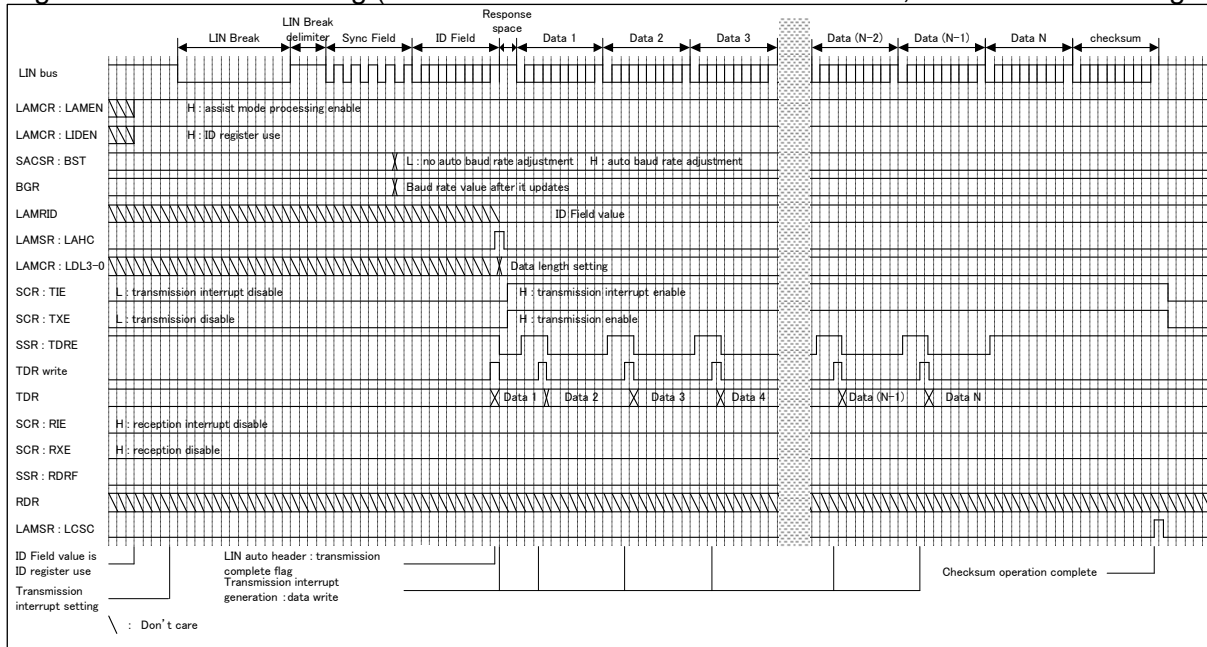 Response
space
LIN Break
LIN Break
delimiter
Sync Field
ID Field
Data 1
Data 2
Data 3
Data (N-2)
Data (N-1)
Data N
checksum
LIN bus
LAMCR : LAMEN
H : assist mode processing enable
LAMCR : LIDEN
H : ID register use
SACSR : BST
L : no auto baud rate adjustment H : auto baud rate adjustment
BGR
Baud rate value after it updates
LAMRID
ID Field value
LAMSR : LAHC
LAMCR : LDL3-0
Data length setting
SCR : TIE
L : transmission interrupt disable
H : transmission interrupt enable
SCR : TXE
L : transmission disable
H : transmission enable
SSR : TDRE
TDR write
TDR
Data 1
Data 2
Data 3
Data 4
Data (N-1)
Data N
SCR : RIE
H : reception interrupt disable
SCR : RXE
H : reception disable
SSR : RDRF
RDR
LAMSR : LCSC
ID Field value is
ID register use
Transmission
interrupt setting
LIN auto header : transmission
complete flag
Transmission interrupt
generation : data write
Checksum operation complete
\ : Don't care